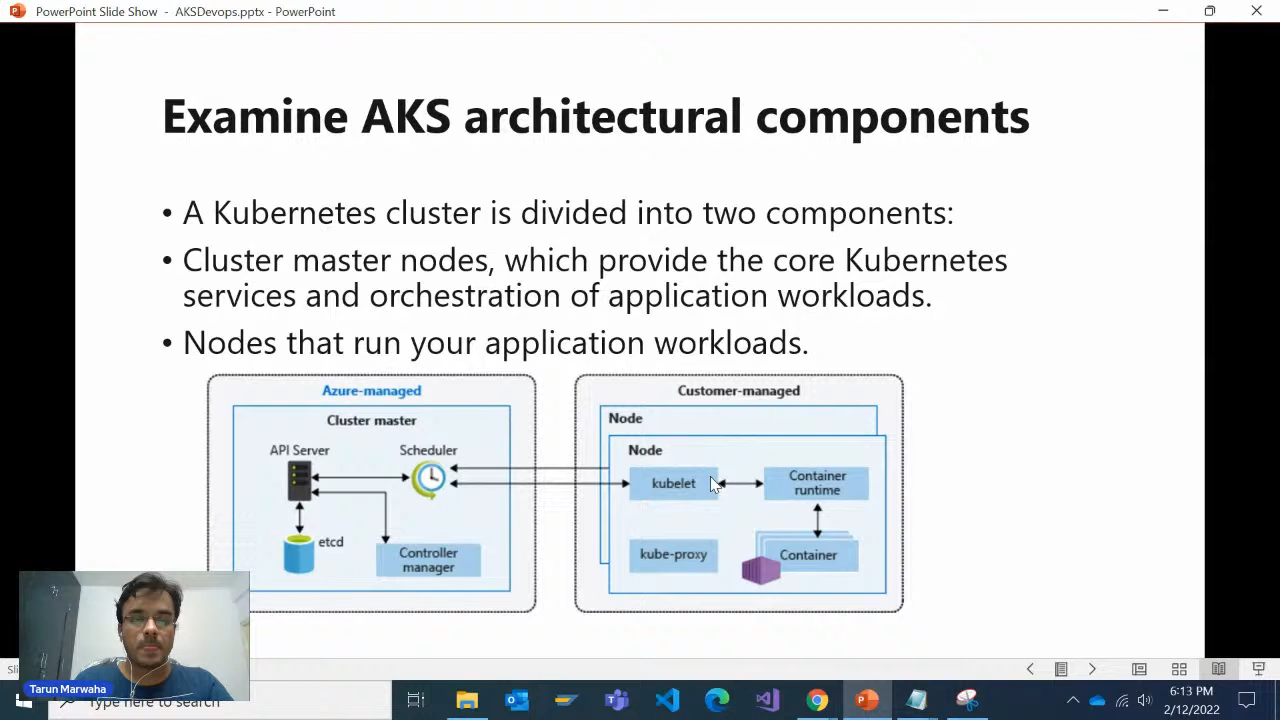 PowerPoint Slide Show - AKSDevops.pptx - PowerPoint
Examine AKS architectural components
• A Kubernetes cluster is divided into two components:
• Cluster master nodes, which provide the core Kubernetes
services and orchestration of application workloads.
• Nodes that run your application workloads.
Azure-managed
Cluster master
API Server
Scheduler
etcd
Controller
manager
Customer-managed
Node
Node
kubelet
Container
runtime
kube-proxy
Container
Tarun Marwaha
Type here to search
6:13 PM
2/12/2022